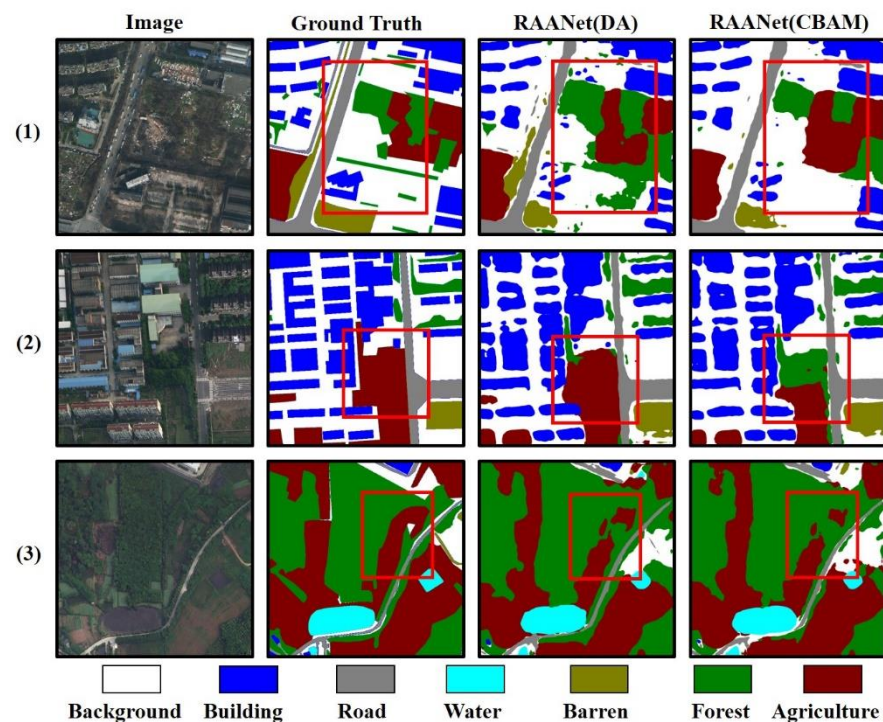 Image Ground Truth RAANet(DA) RAANet(CBAM)
(1)
(2)
(3)
Background Building Road Water Barren Forest Agriculture